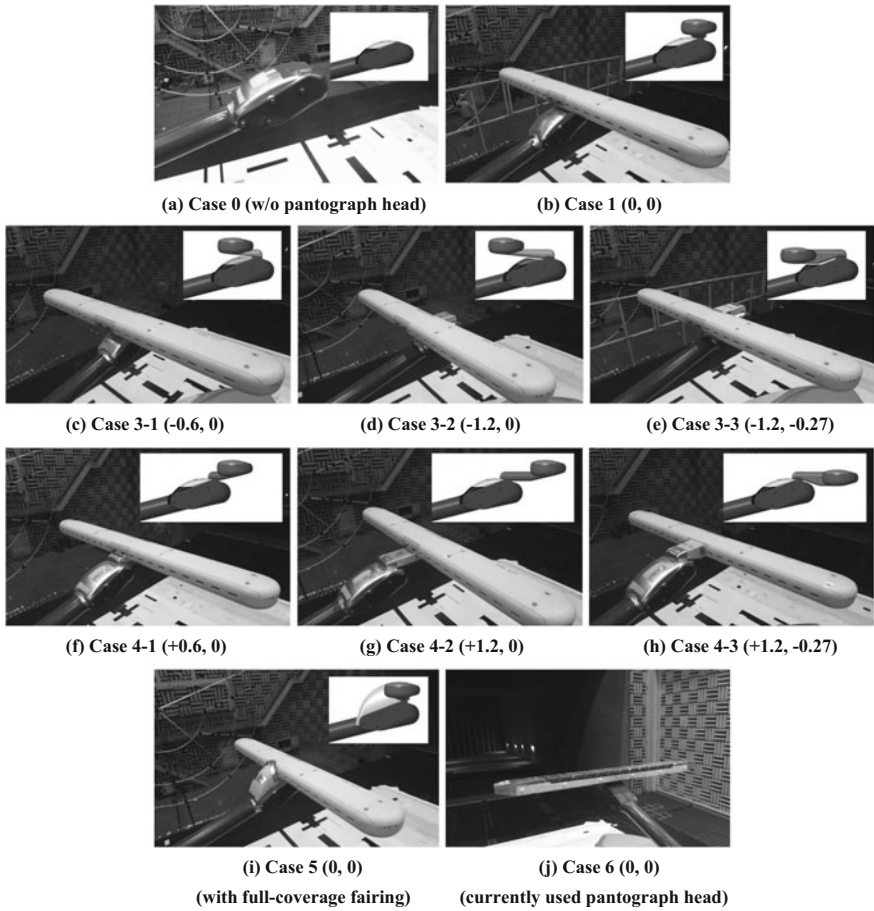 (a) Case 0 (w/o pantograph head)
(b) Case 1 (0, 0)
(c) Case 3-1 (-0.6, 0)
(d) Case 3-2 (-1.2, 0)
(e) Case 3-3 (-1.2, -0.27)
(f) Case 4-1 (+0.6, 0)
(g) Case 4-2 (+1.2, 0)
(h) Case 4-3 (+1.2, -0.27)
(i) Case 5 (0, 0)
(with full-coverage fairing)
(j) Case 6 (0, 0)
(currently used pantograph head)